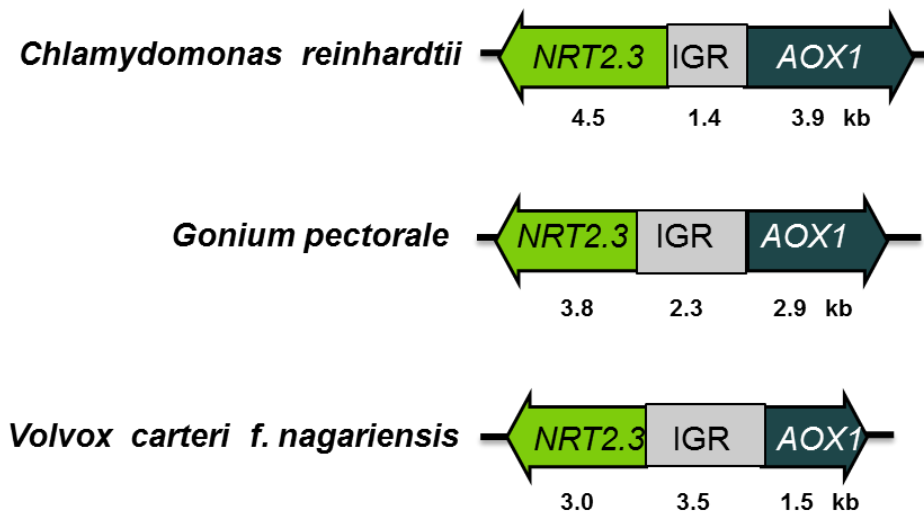 Chlamydomonas reinhardtii NRT2.3 IGR AOX1
4.5 1.4 3.9 kb
Gonium pectorale NRT2.3 IGR AOX1
3.8 2.3 2.9 kb
Volvox carteri f. nagariensis NRT2.3 IGR AOX1
3.0 3.5 1.5 kb